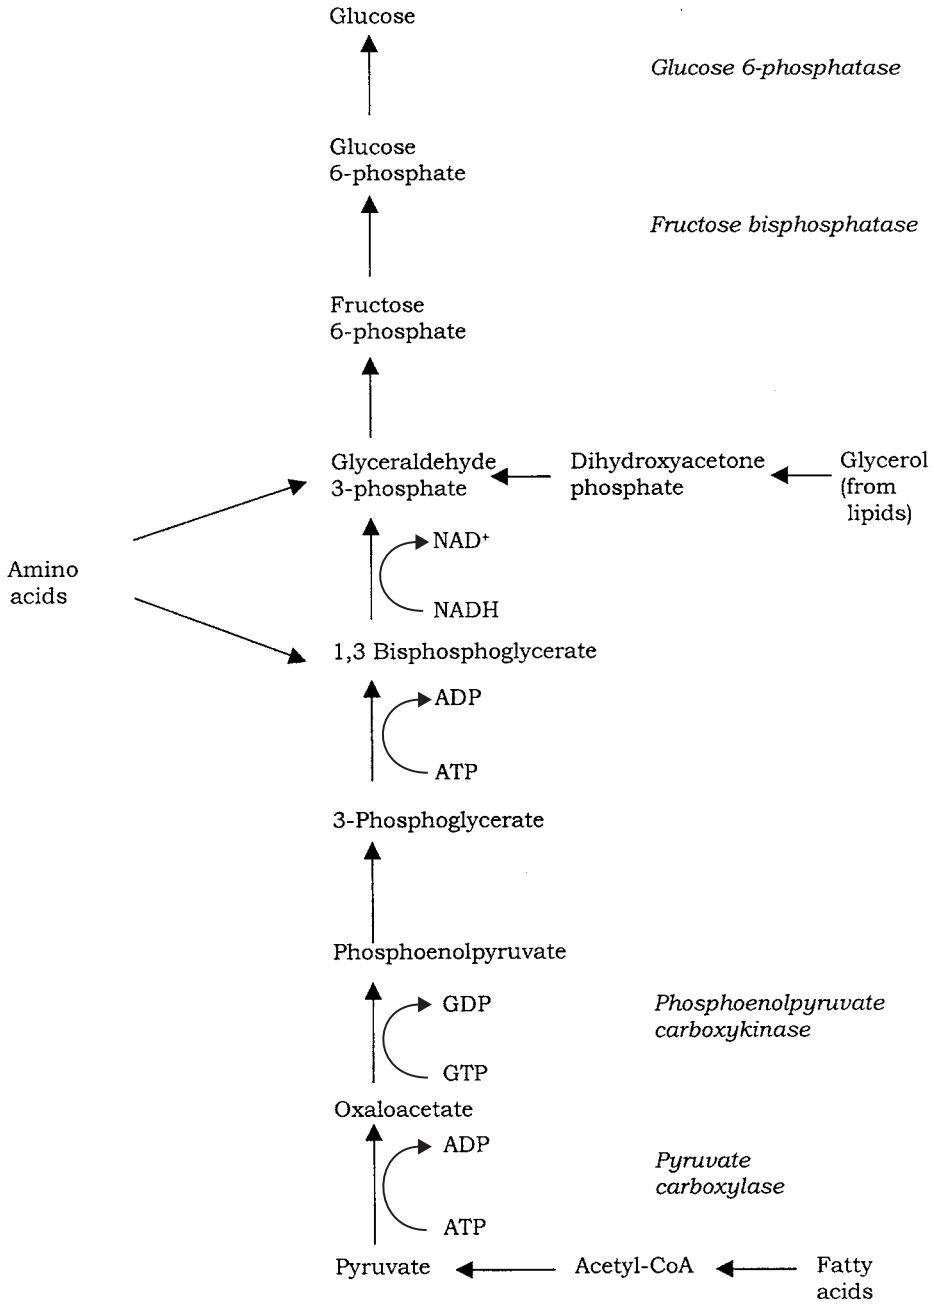 Glucose
Glucose 6-phosphatase
Glucose
6-phosphate
Fructose bisphosphatase
Fructose
6-phosphate
Glyceraldehyde
3-phosphate
Dihydroxyacetone
phosphate
Glycerol
(from
lipids)
NAD⁺
Amino
acids
NADH
1,3 Bisphosphoglycerate
ADP
ATP
3-Phosphoglycerate
Phosphoenolpyruvate
GDP
Phosphoenolpyruvate
carboxykinase
GTP
Oxaloacetate
ADP
Pyruvate
carboxylase
ATP
Pyruvate
Acetyl-CoA
Fatty
acids